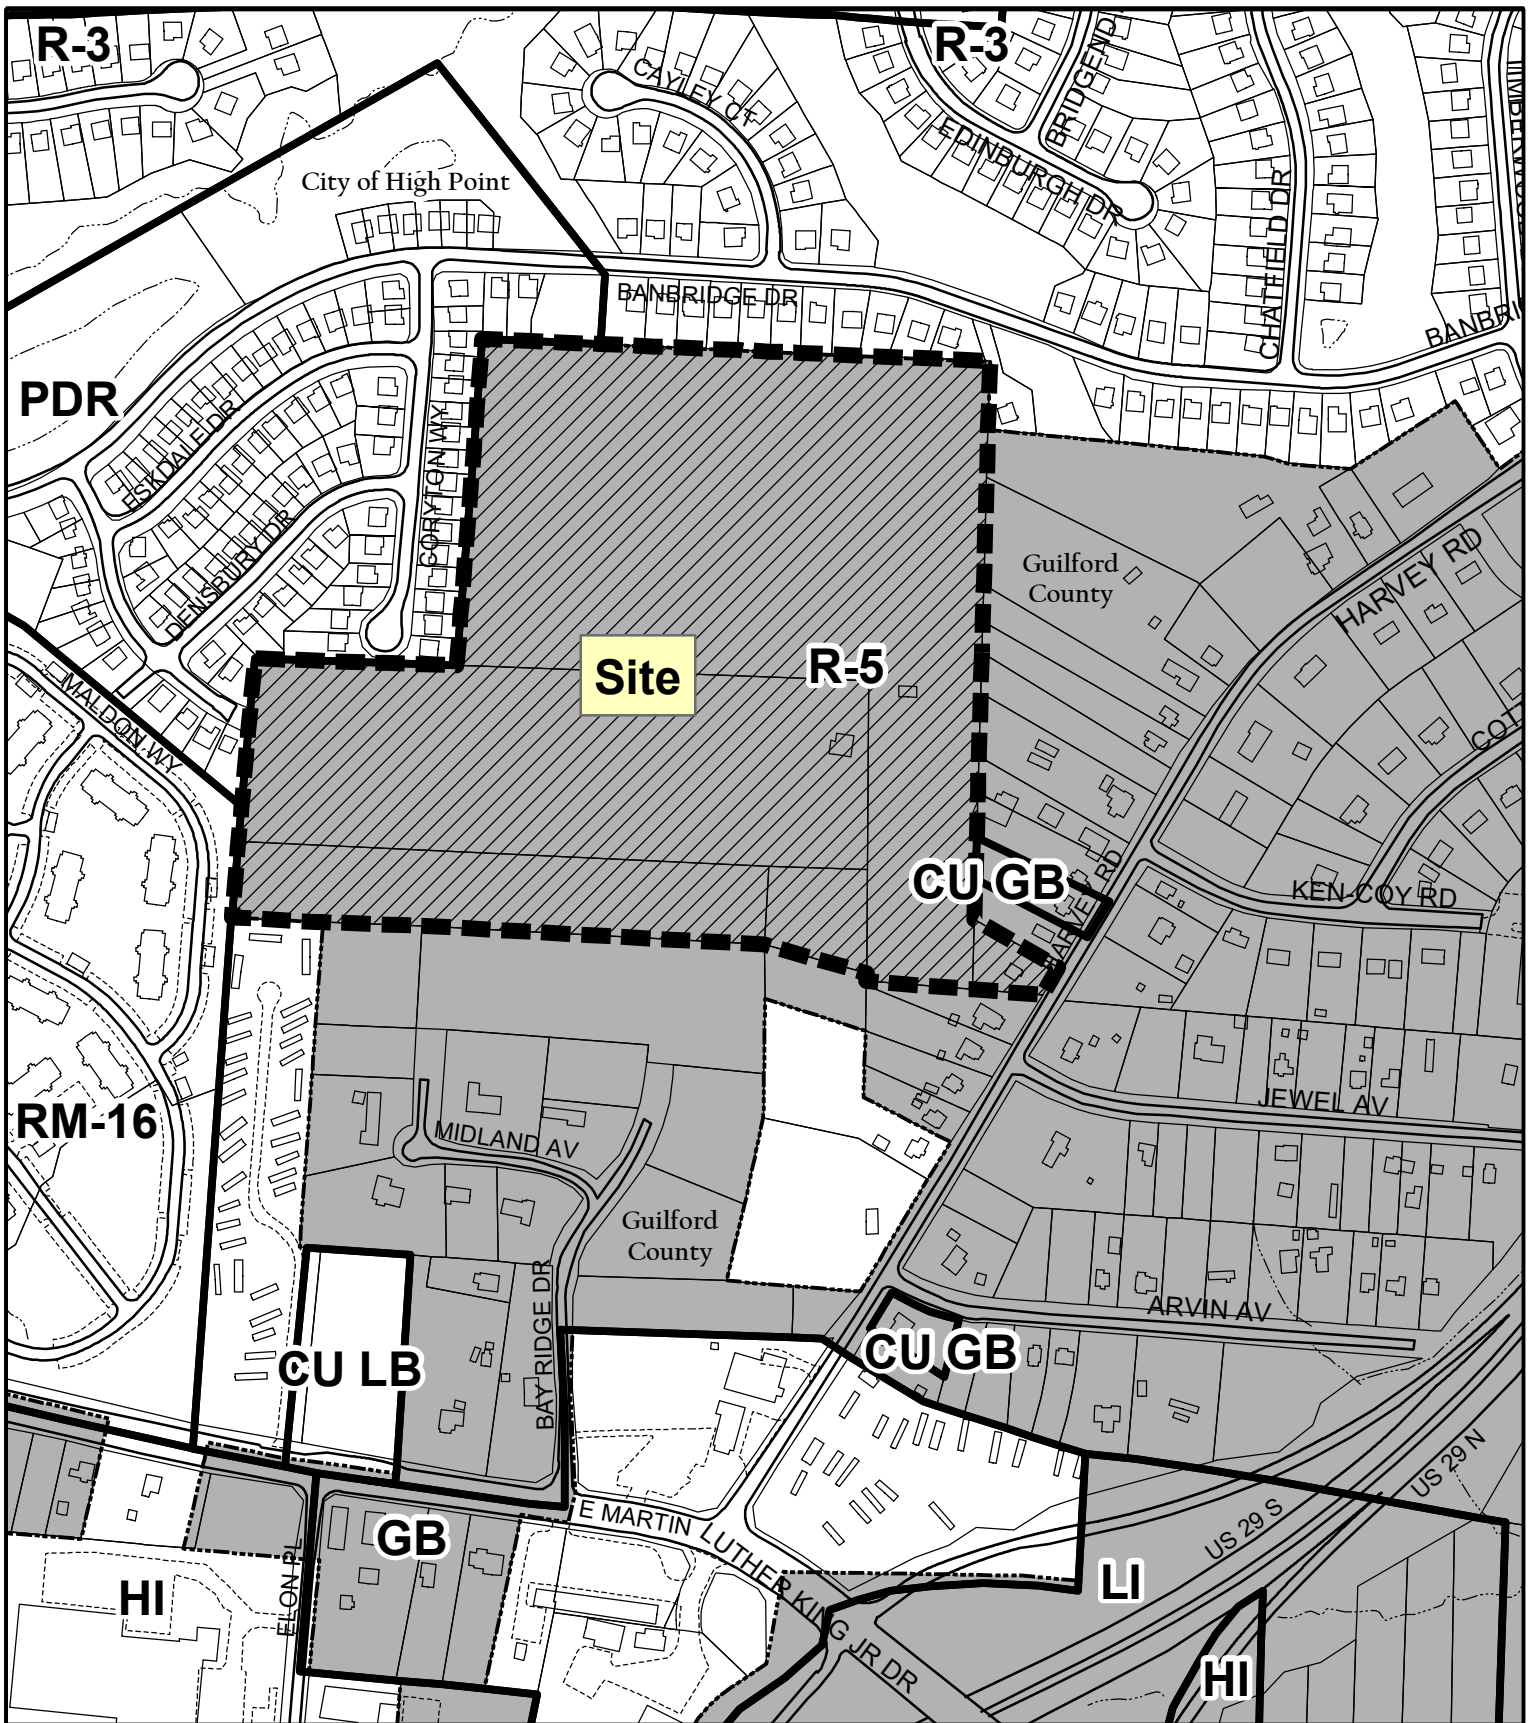 R-3
R-3
CAYLEY CT
BRIDGEND
EDINBURGH DR
City of High Point
CHATFIELD DR
BANBRIDGE DR
PDR
ESKDALE DR
CORYTON WY
DENSBURY DR
Guilford
County
HARVEY RD
Site
R-5
MALDON WY
CU GB
HARVEY RD
KEN-COY RD
RM-16
JEWEL AV
MIDLAND AV
Guilford
County
BAY RIDGE DR
ARVIN AV
CU LB
CU GB
US 29 N
US 29 S
E MARTIN LUTHER KING JR DR
GB
ELON PL
HI
LI
HI